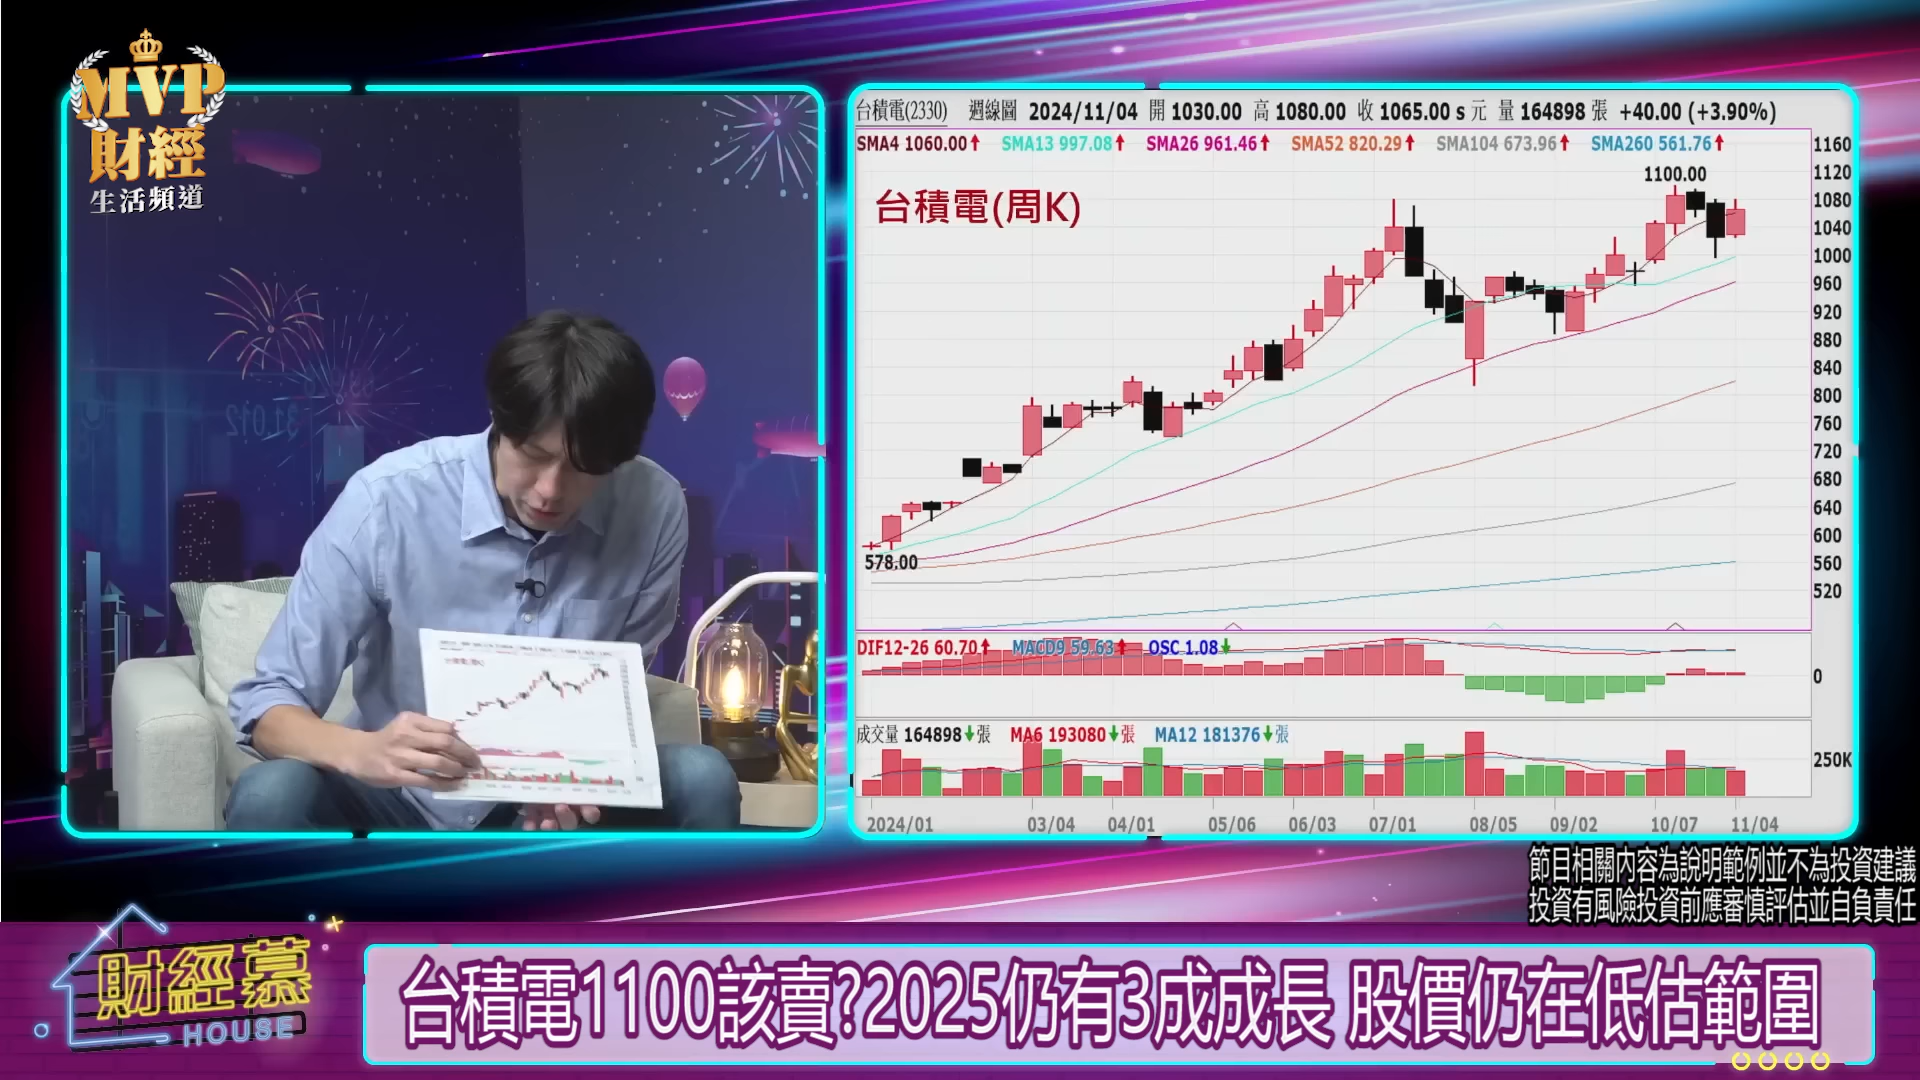 MVP
財經
生活頻道
台積電(2330) 週線圖 2024/11/04 開 1030.00 高 1080.00 收 1065.00 s 元 量 164898 張 +40.00 (+3.90%)
SMA4 1060.00 SMA13 997.08 SMA26 961.46 SMA52 820.29 SMA104 673.96 SMA260 561.76
台積電(周K)
1100.00
578.00
1160
1120
1080
1040
1000
960
920
880
840
800
760
720
680
640
600
560
520
DIF12-26 60.70 MACD9 59.63 OSC 1.08
0
成交量 164898 張 MA6 193080 張 MA12 181376 張
250K
2024/01 03/04 04/01 05/06 06/03 07/01 08/05 09/02 10/07 11/04
台積電(周K)
節目相關內容為說明範例並不為投資建議
投資有風險投資前應審慎評估並自負責任
財經慕
HOUSE
台積電1100該賣?2025仍有3成成長 股價仍在低估範圍